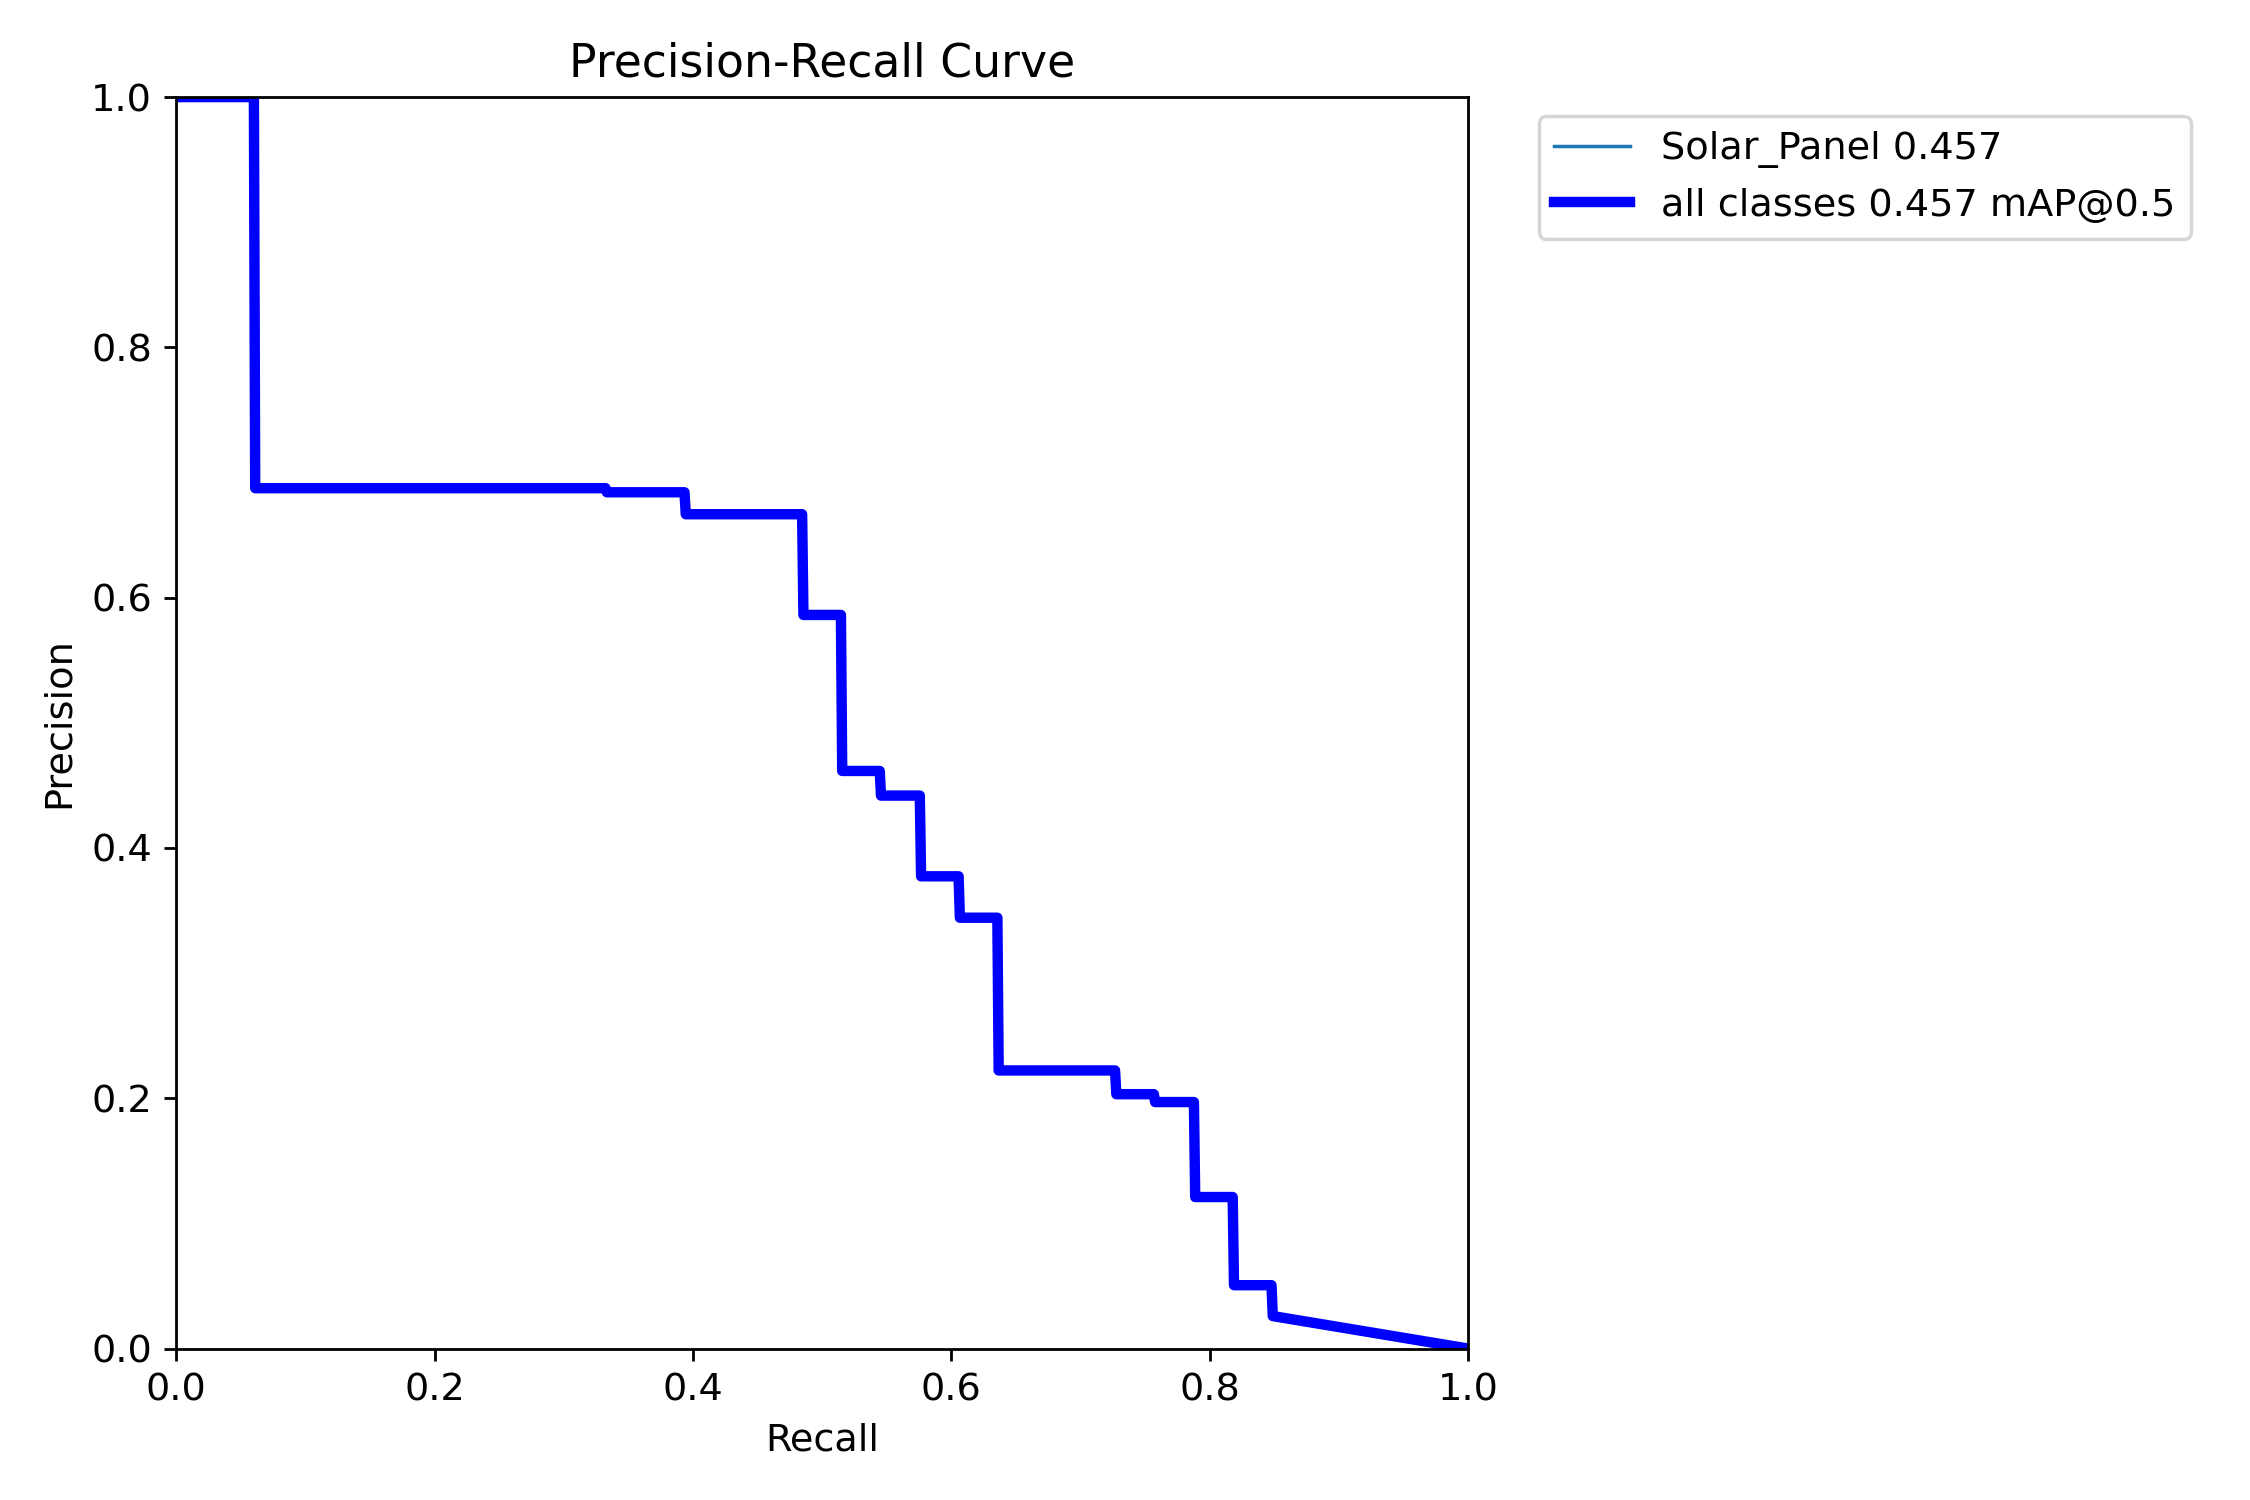 Precision-Recall Curve
1.0
0.8
0.6
0.4
0.2
0.0
Precision
0.0 0.2 0.4 0.6 0.8 1.0
Recall
Solar_Panel 0.457
all classes 0.457 mAP@0.5